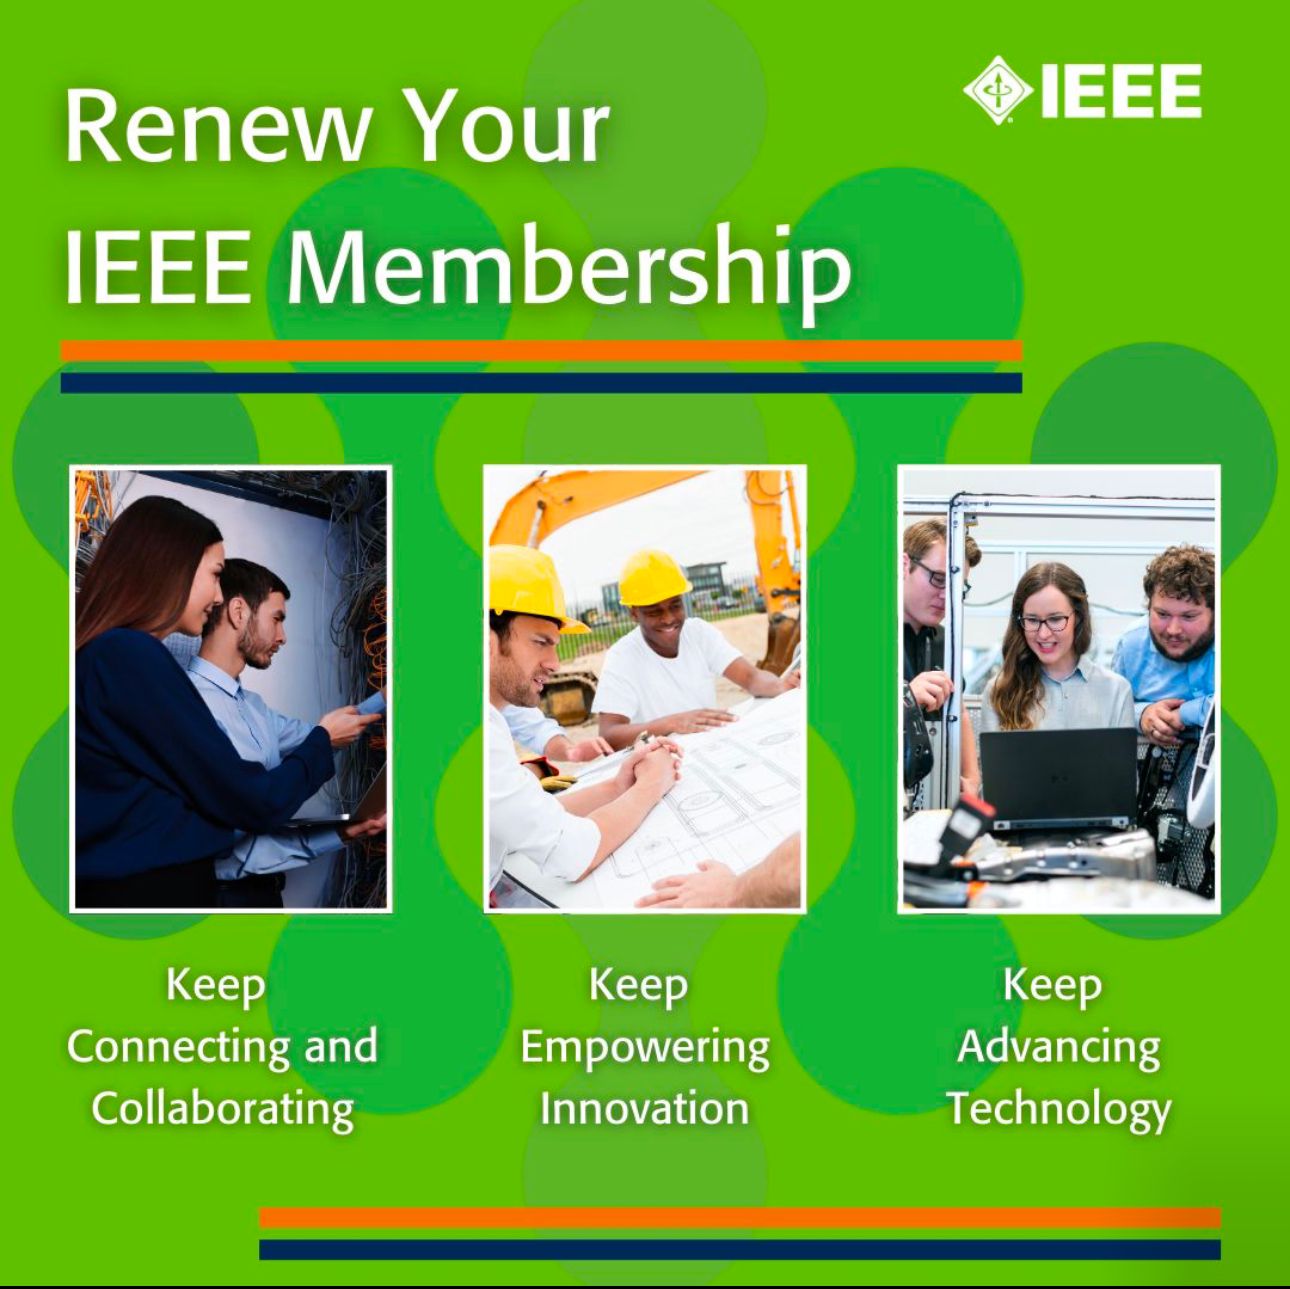 Renew Your
IEEE Membership
IEEE
Keep
Connecting and
Collaborating
Keep
Empowering
Innovation
Keep
Advancing
Technology